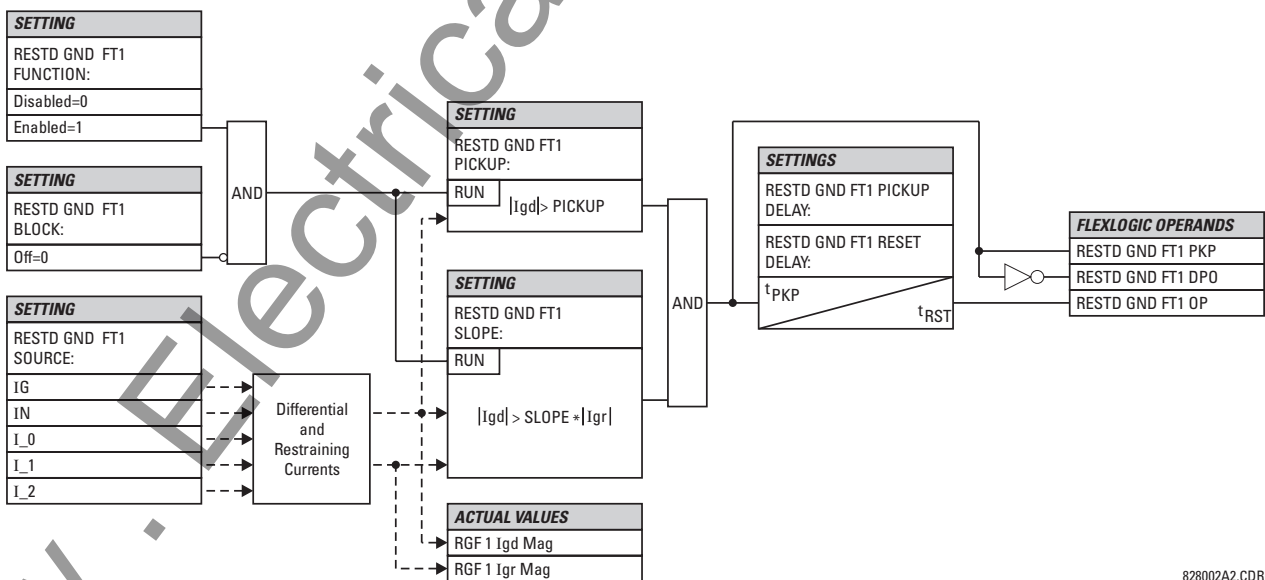 SETTING
RESTD GND FT1
FUNCTION:
Disabled=0
Enabled=1
SETTING
RESTD GND FT1
BLOCK:
Off=0
SETTING
RESTD GND FT1
SOURCE:
IG
IN
I_0
I_1
I_2
AND
Differential
and
Restraining
Currents
SETTING
RESTD GND FT1
PICKUP:
RUN
|Igd| > PICKUP
SETTING
RESTD GND FT1
SLOPE:
RUN
|Igd| > SLOPE * |Igr|
ACTUAL VALUES
RGF 1 Igd Mag
RGF 1 Igr Mag
AND
SETTINGS
RESTD GND FT1 PICKUP
DELAY:
RESTD GND FT1 RESET
DELAY:
tPKP
tRST
FLEXLOGIC OPERANDS
RESTD GND FT1 PKP
RESTD GND FT1 DPO
RESTD GND FT1 OP
828002A2.CDR
. Electrica